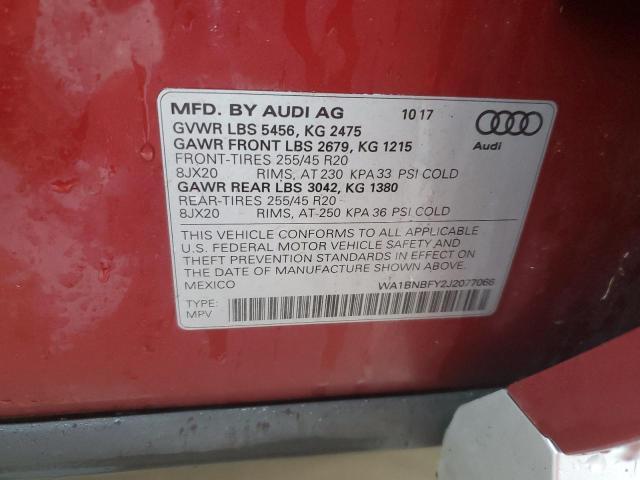 MFD. BY AUDI AG 10 17
GVWR LBS 5456, KG 2475
GAWR FRONT LBS 2679, KG 1215
FRONT-TIRES 255/45 R20
8JX20 RIMS, AT 230 KPA 33 PSI COLD
GAWR REAR LBS 3042, KG 1380
REAR-TIRES 255/45 R20
8JX20 RIMS, AT 250 KPA 36 PSI COLD
Audi
THIS VEHICLE CONFORMS TO ALL APPLICABLE
U.S. FEDERAL MOTOR VEHICLE SAFETY AND
THEFT PREVENTION STANDARDS IN EFFECT ON
THE DATE OF MANUFACTURE SHOWN ABOVE.
MEXICO WA1BNBFY2J2077066
TYPE:
MPV